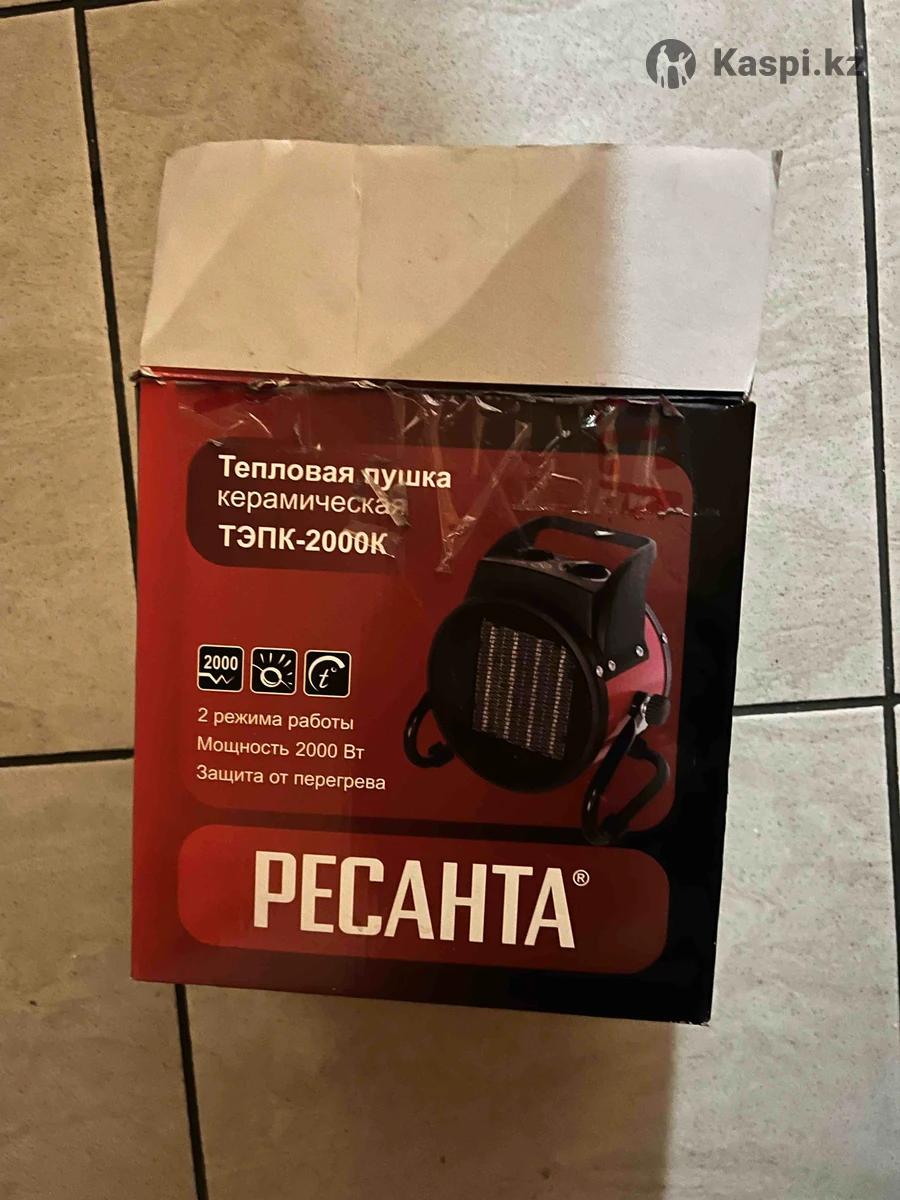 Kaspi.kz
Тепловая пушка
керамическая
ТЭПК-2000К
2000
t°
2 режима работы
Мощность 2000 Вт
Защита от перегрева
РЕСАНТА®